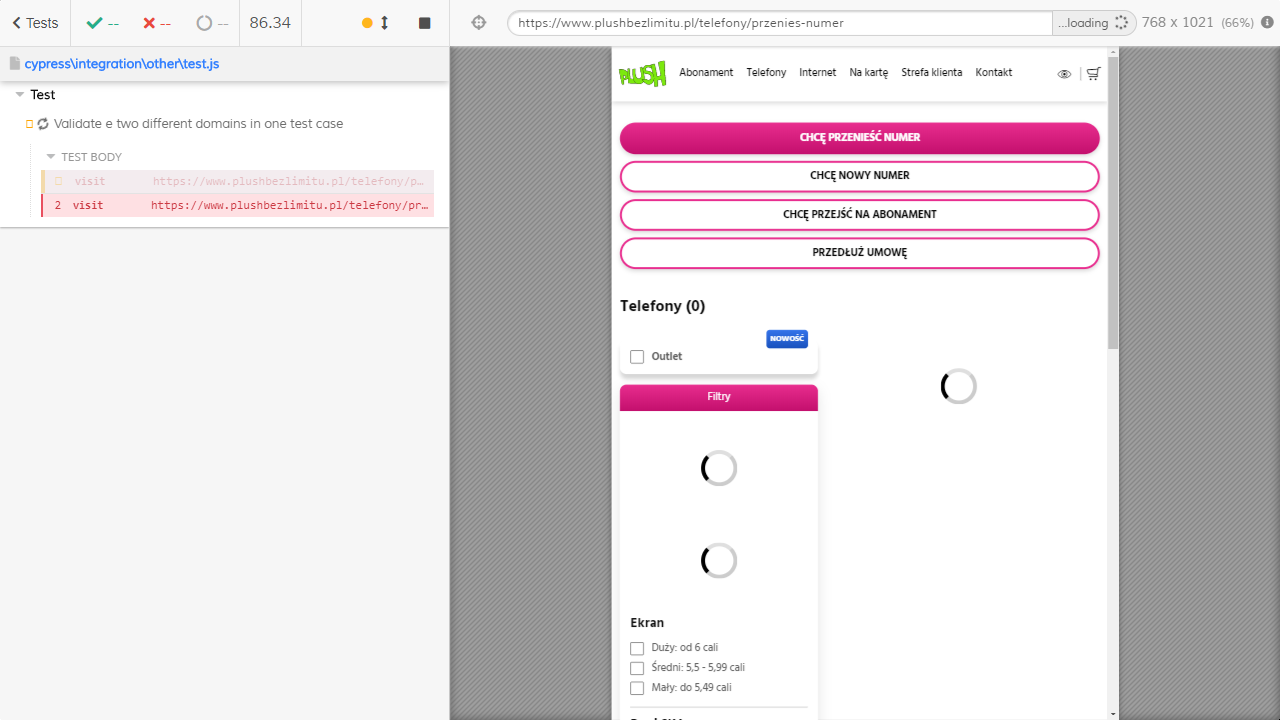 Tests
--
--
--
86.34
https://www.plushbezlimitu.pl/telefony/przenies-numer
...loading
768 x 1021 (66%)
cypress\integration\other\test.js
Test
Validate e two different domains in one test case
TEST BODY
visit https://www.plushbezlimitu.pl/telefony/p…
2 visit https://www.plushbezlimitu.pl/telefony/pr…
PLUSH
Abonament Telefony Internet Na kartę Strefa klienta Kontakt
CHCĘ PRZENIEŚĆ NUMER
CHCĘ NOWY NUMER
CHCĘ PRZEJŚĆ NA ABONAMENT
PRZEDŁUŻ UMOWĘ
Telefony (0)
NOWOŚĆ
Outlet
Filtry
Ekran
Duży: od 6 cali
Średni: 5,5 - 5,99 cali
Mały: do 5,49 cali